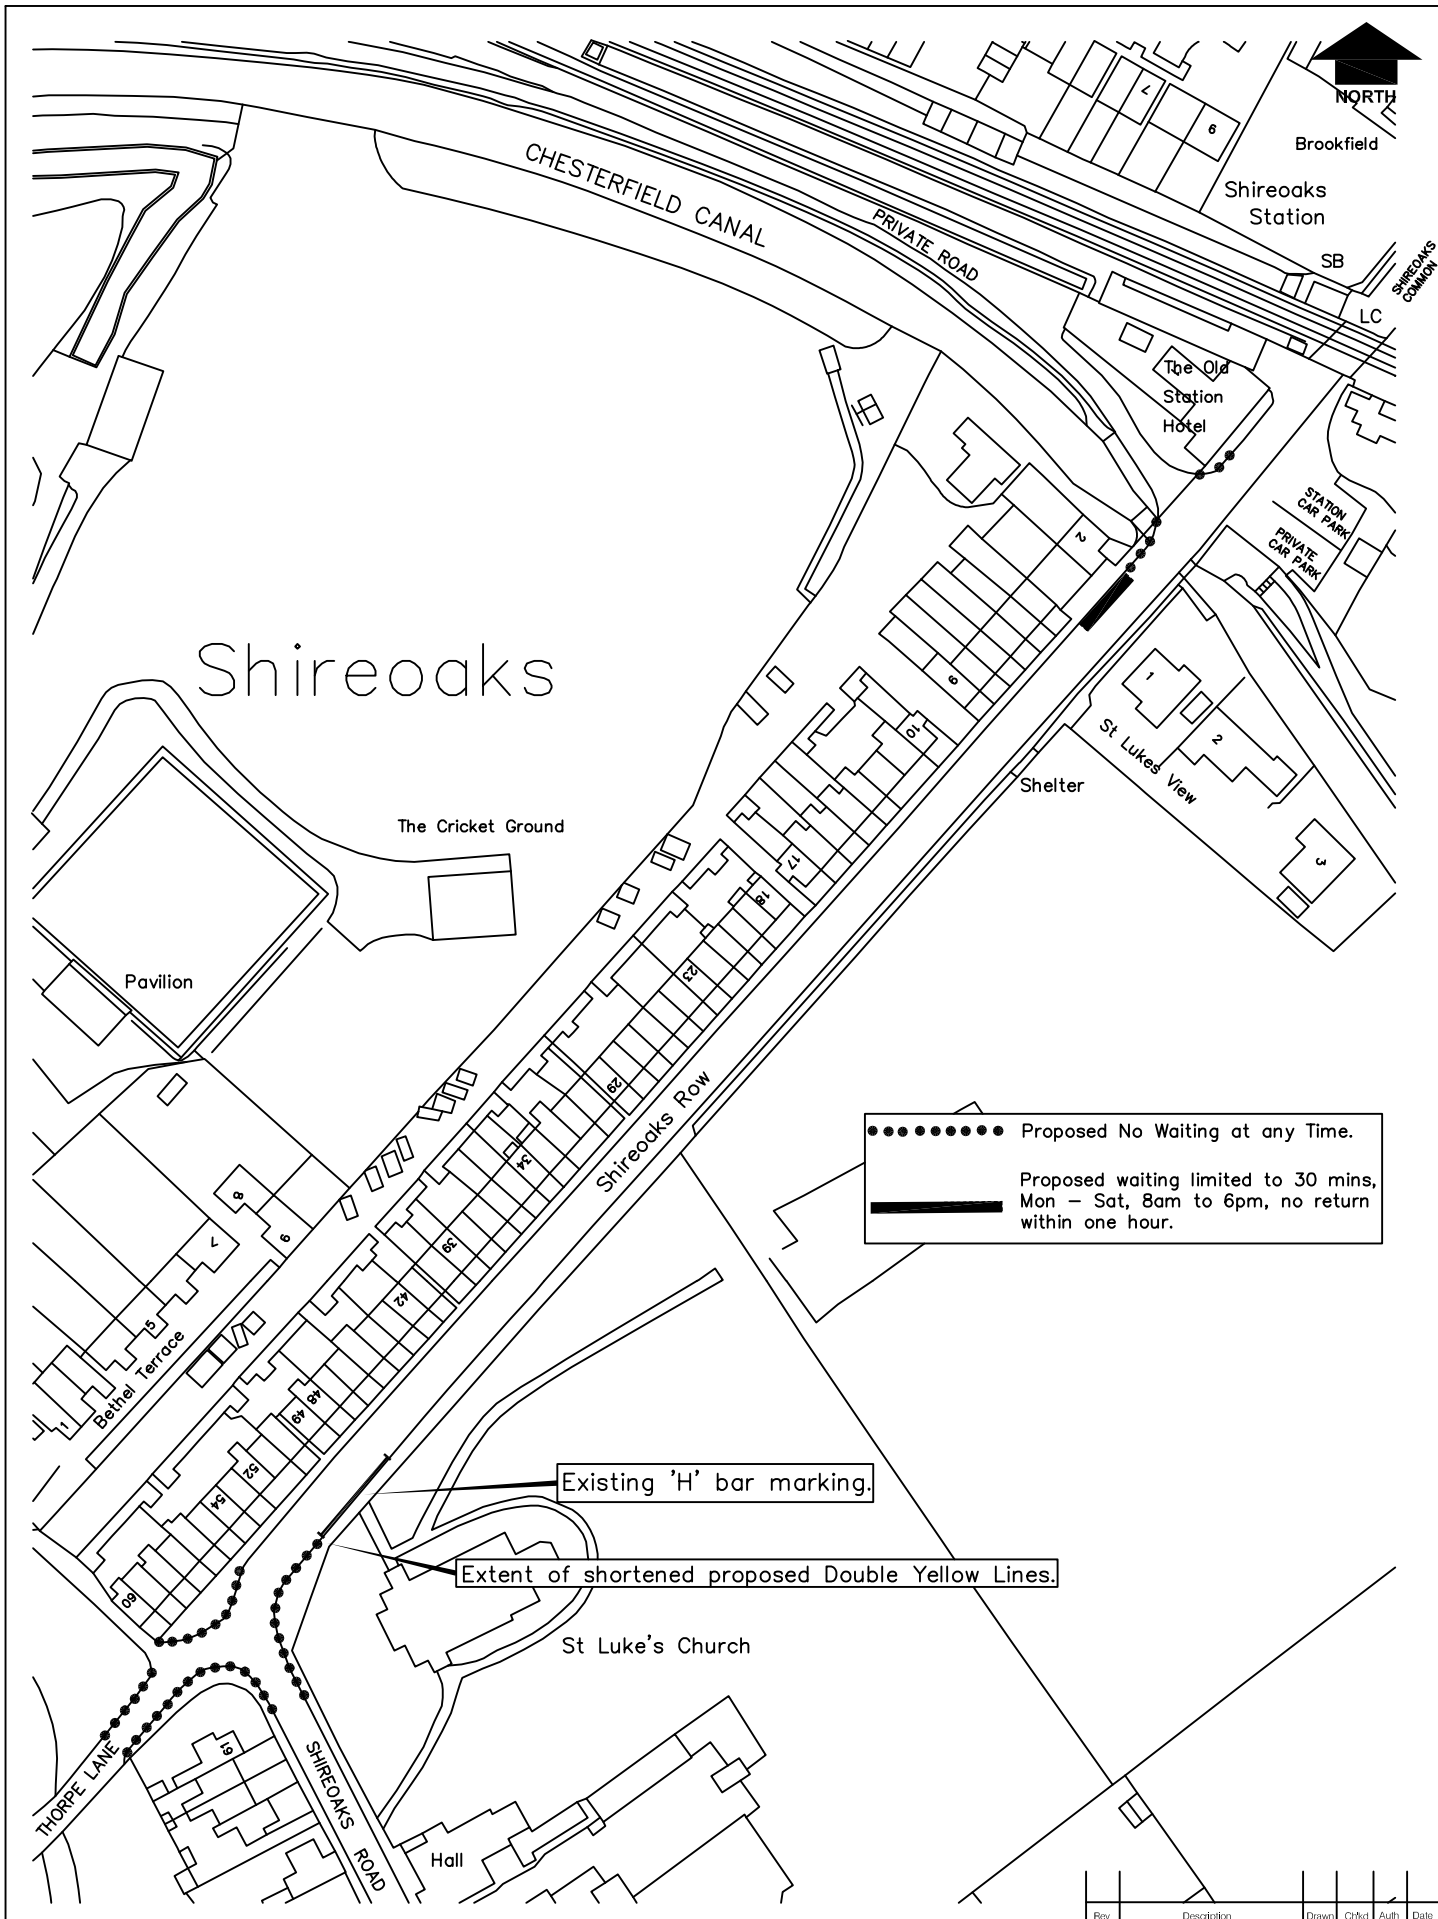 NORTH
7
6
Brookfield
Shireoaks
Station
CHESTERFIELD CANAL
PRIVATE ROAD
SB
SHIREOAKS
COMMON
LC
The Old
Station
Hotel
STATION
CAR PARK
PRIVATE
CAR PARK
2
Shireoaks
9
1
10
2
St Lukes View
Shelter
The Cricket Ground
3
17
18
Pavilion
23
29
Shireoaks Row
Proposed No Waiting at any Time.
Proposed waiting limited to 30 mins,
Mon – Sat, 8am to 6pm, no return
within one hour.
34
8
9
7
39
42
5
Bethel Terrace
1
48
49
52
54
60
Existing 'H' bar marking.
Extent of shortened proposed Double Yellow Lines.
St Luke's Church
61
THORPE LANE
SHIREOAKS ROAD
Hall
Rev Description Drawn Ch'kd Auth Date